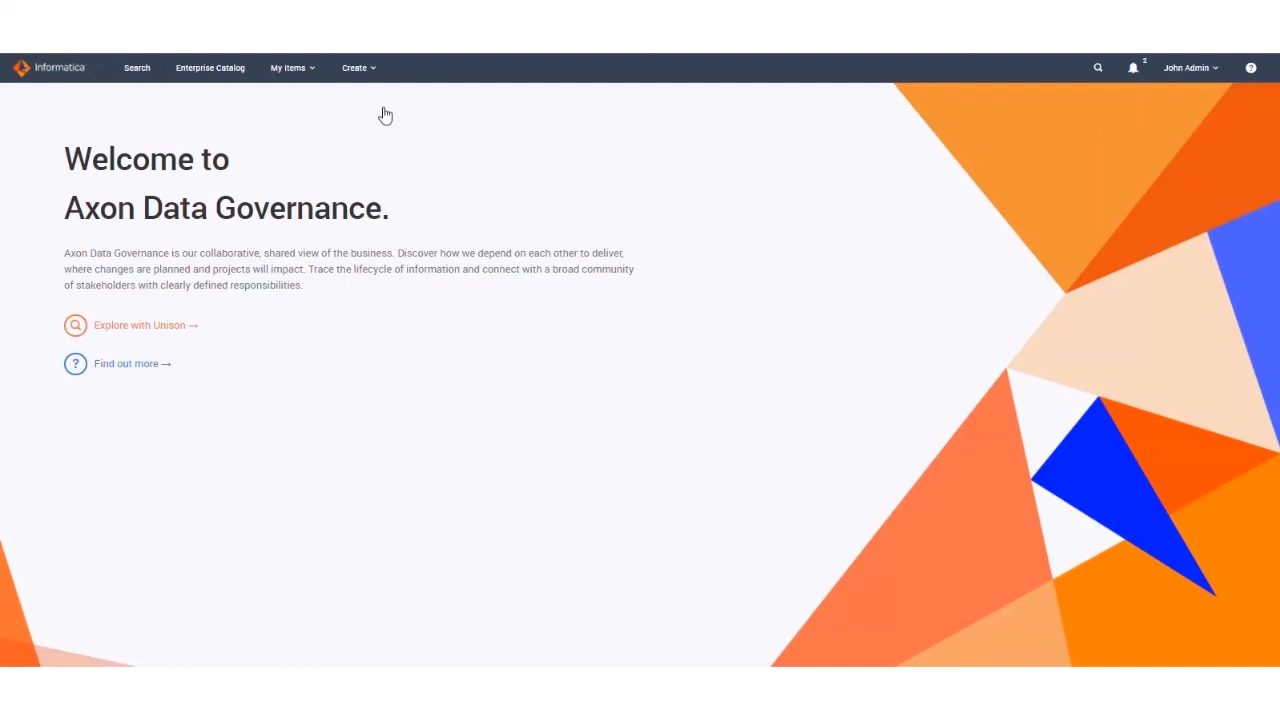 Informatica Search Enterprise Catalog My Items Create 2 John Admin ?
Welcome to
Axon Data Governance.
Axon Data Governance is our collaborative, shared view of the business. Discover how we depend on each other to deliver,
where changes are planned and projects will impact. Trace the lifecycle of information and connect with a broad community
of stakeholders with clearly defined responsibilities.
Explore with Unison →
? Find out more →